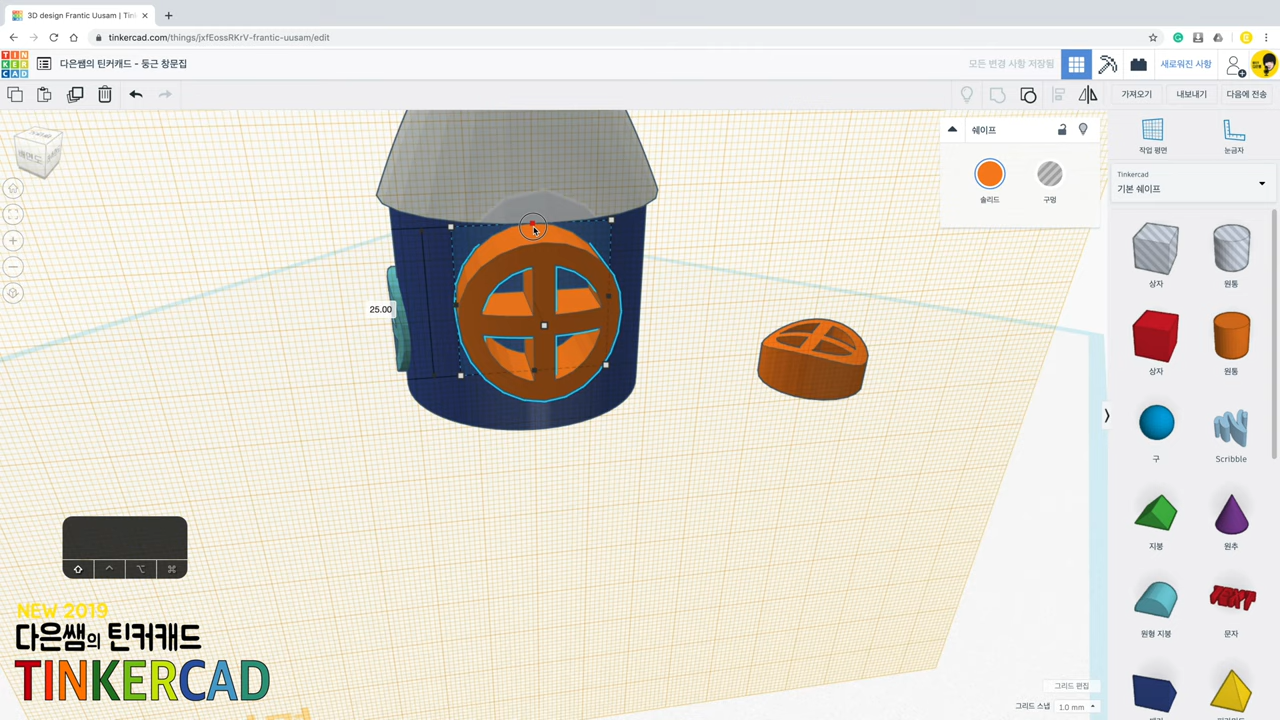 3D design Frantic Uusam | Tin
tinkercad.com/things/jxfEossRKrV-frantic-uusam/edit
TIN
KER
CAD
다은쌤의 틴커캐드 - 둥근 창문집
모든 변경 사항 저장됨
새로워진 사항
가져오기
내보내기
다음에 전송
쉐이프
솔리드
구멍
작업 평면
눈금자
Tinkercad
기본 쉐이프
상자
원통
상자
원통
구
Scribble
지붕
원추
원형 지붕
문자
25.00
NEW 2019
다은쌤의 틴커캐드
TINKERCAD
그리드 편집
그리드 스냅
1.0 mm